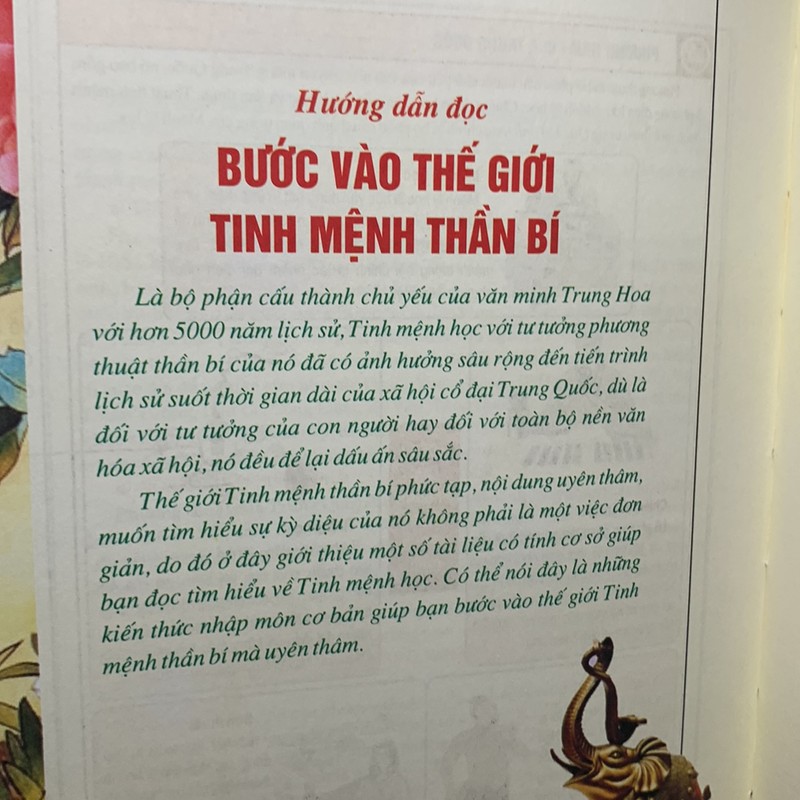 Hướng dẫn đọc
BƯỚC VÀO THẾ GIỚI
TINH MỆNH THẦN BÍ
Là bộ phận cấu thành chủ yếu của văn minh Trung Hoa
với hơn 5000 năm lịch sử, Tinh mệnh học với tư tưởng phương
thuật thần bí của nó đã có ảnh hưởng sâu rộng đến tiến trình
lịch sử suốt thời gian dài của xã hội cổ đại Trung Quốc, dù là
đối với tư tưởng của con người hay đối với toàn bộ nền văn
hóa xã hội, nó đều để lại dấu ấn sâu sắc.
Thế giới Tinh mệnh thần bí phức tạp, nội dung uyên thâm,
muốn tìm hiểu sự kỳ diệu của nó không phải là một việc đơn
giản, do đó ở đây giới thiệu một số tài liệu có tính cơ sở giúp
bạn đọc tìm hiểu về Tinh mệnh học. Có thể nói đây là những
kiến thức nhập môn cơ bản giúp bạn bước vào thế giới Tinh
mệnh thần bí mà uyên thâm.